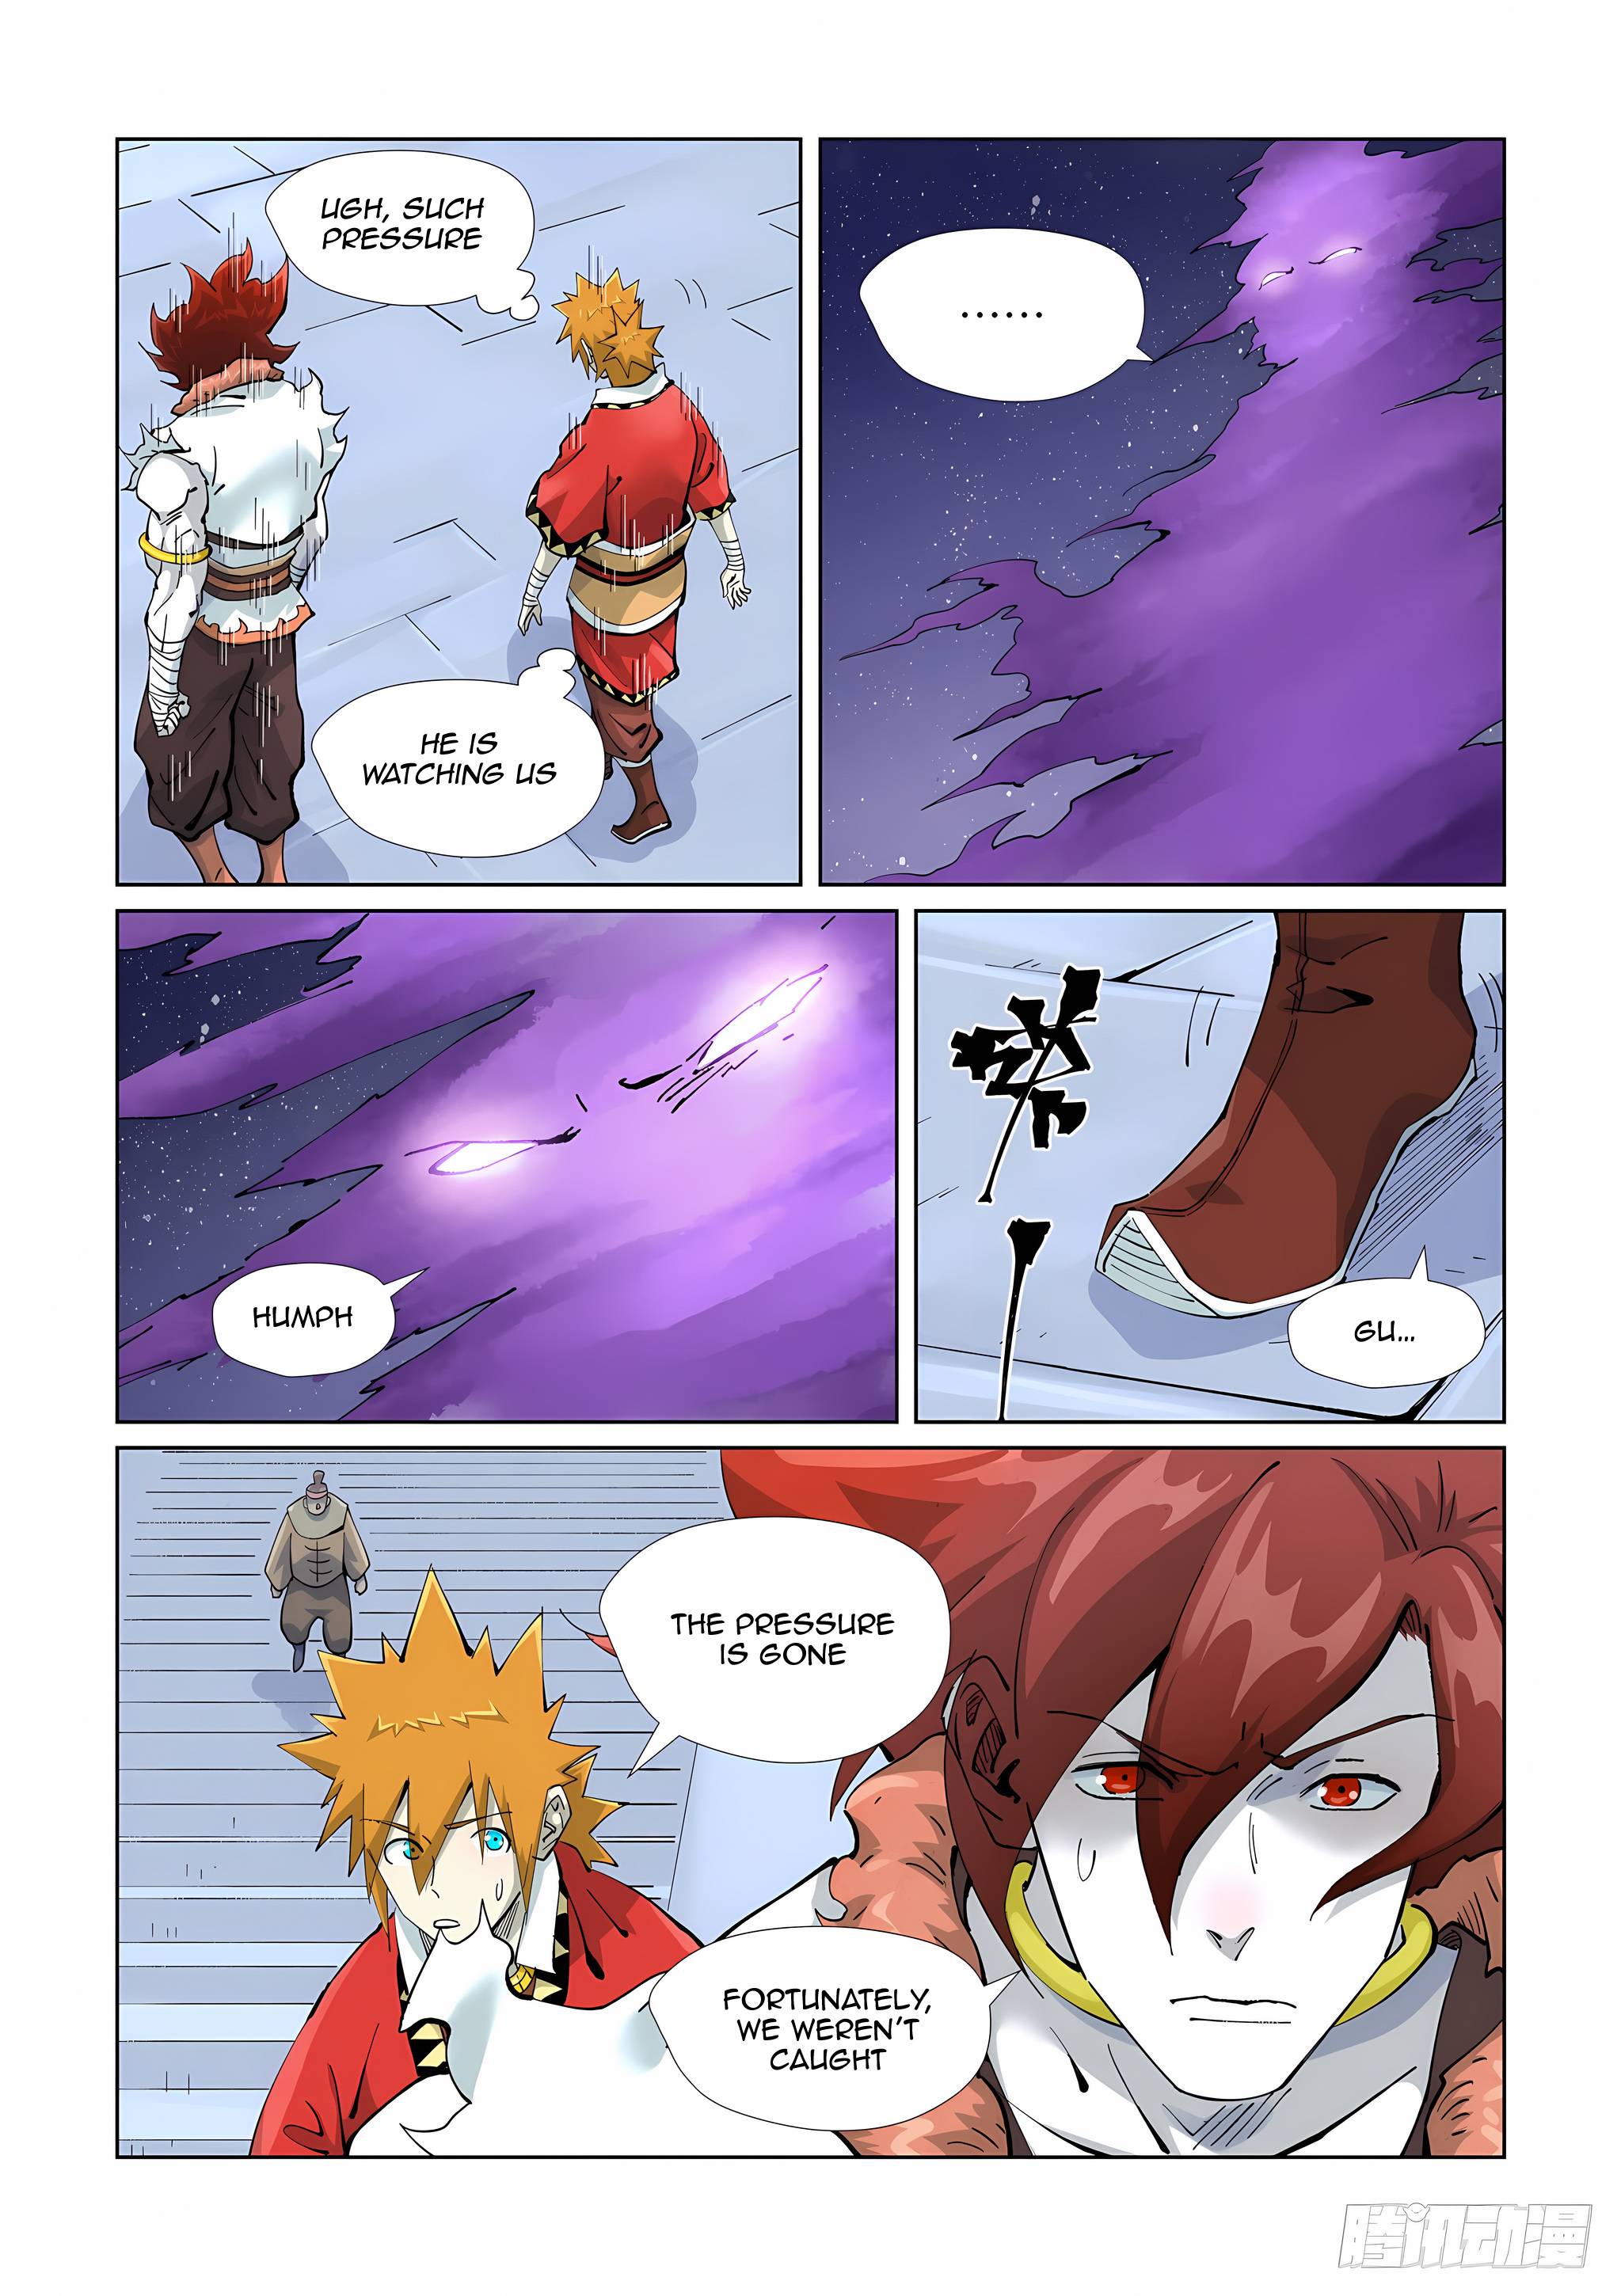 UGH, SUCH
PRESSURE
HE IS
WATCHING US
......
HUMPH
GU...
THE PRESSURE
IS GONE
FORTUNATELY,
WE WEREN'T
CAUGHT
腾讯动漫